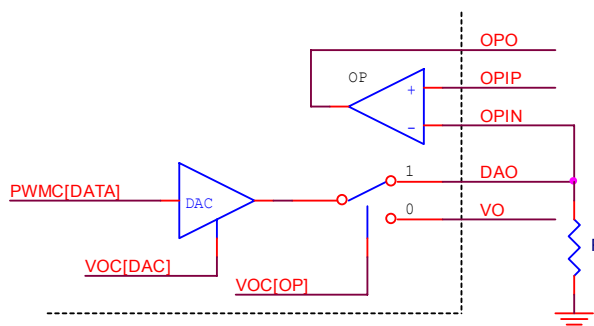 OPO
OP
OPIP
+
OPIN
-
1
DAO
PWMC[DATA]
DAC
0
VO
R
VOC[DAC]
VOC[OP]